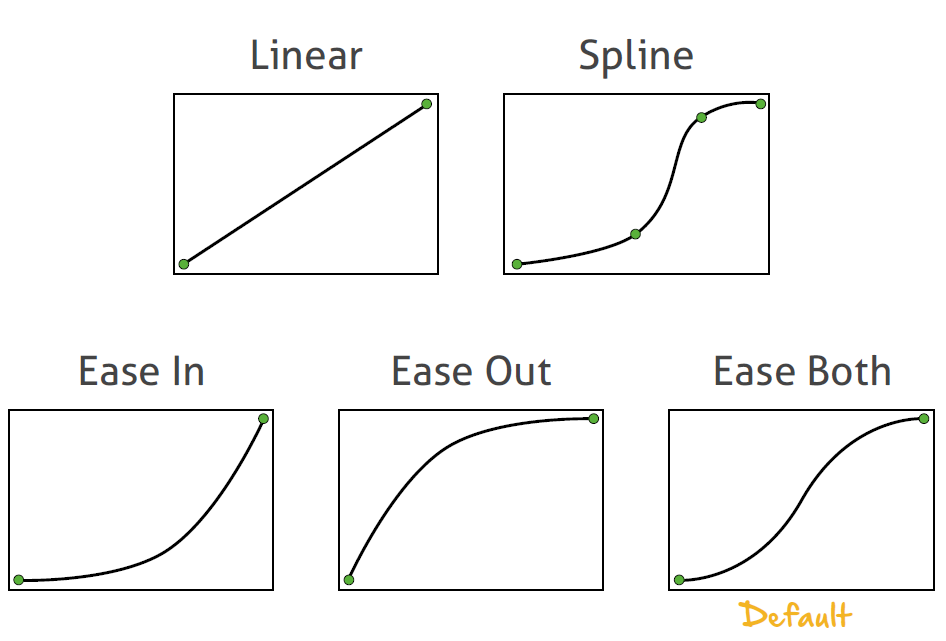 Linear
Spline
Ease In
Ease Out
Ease Both
Default